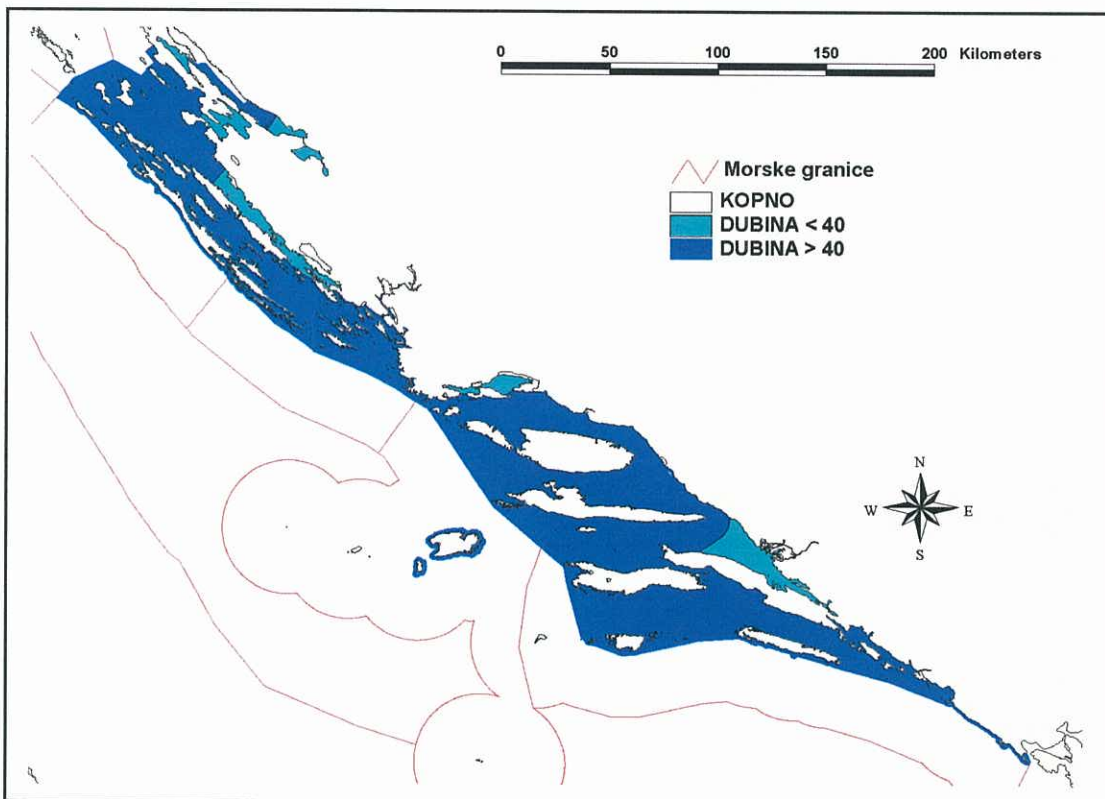 0 50 100 150 200 Kilometers
Morske granice
KOPNO
DUBINA < 40
DUBINA > 40
N
W E
S